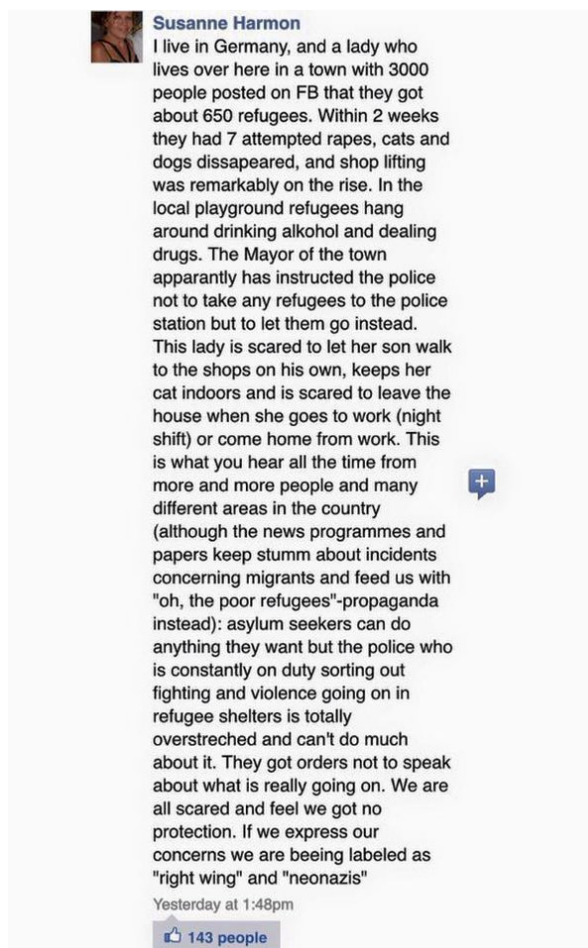 Susanne Harmon
I live in Germany, and a lady who
lives over here in a town with 3000
people posted on FB that they got
about 650 refugees. Within 2 weeks
they had 7 attempted rapes, cats and
dogs dissapeared, and shop lifting
was remarkably on the rise. In the
local playground refugees hang
around drinking alcohol and dealing
drugs. The Mayor of the town
apparantly has instructed the police
not to take any refugees to the police
station but to let them go instead.
This lady is scared to let her son walk
to the shops on his own, keeps her
cat indoors and is scared to leave the
house when she goes to work (night
shift) or come home from work. This
is what you hear all the time from
more and more people and many
different areas in the country
(although the news programmes and
papers keep stumm about incidents
concerning migrants and feed us with
"oh, the poor refugees"-propaganda
instead): asylum seekers can do
anything they want but the police who
is constantly on duty sorting out
fighting and violence going on in
refugee shelters is totally
overstreched and can't do much
about it. They got orders not to speak
about what is really going on. We are
all scared and feel we got no
protection. If we express our
concerns we are beeing labeled as
"right wing" and "neonazis"
Yesterday at 1:48pm
143 people